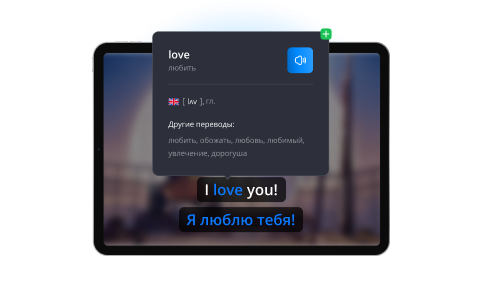 love
любить
[ lʌv ], гл.
Другие переводы:
любить, обожать, любовь, любимый,
увлечение, дорогуша
I love you!
Я люблю тебя!